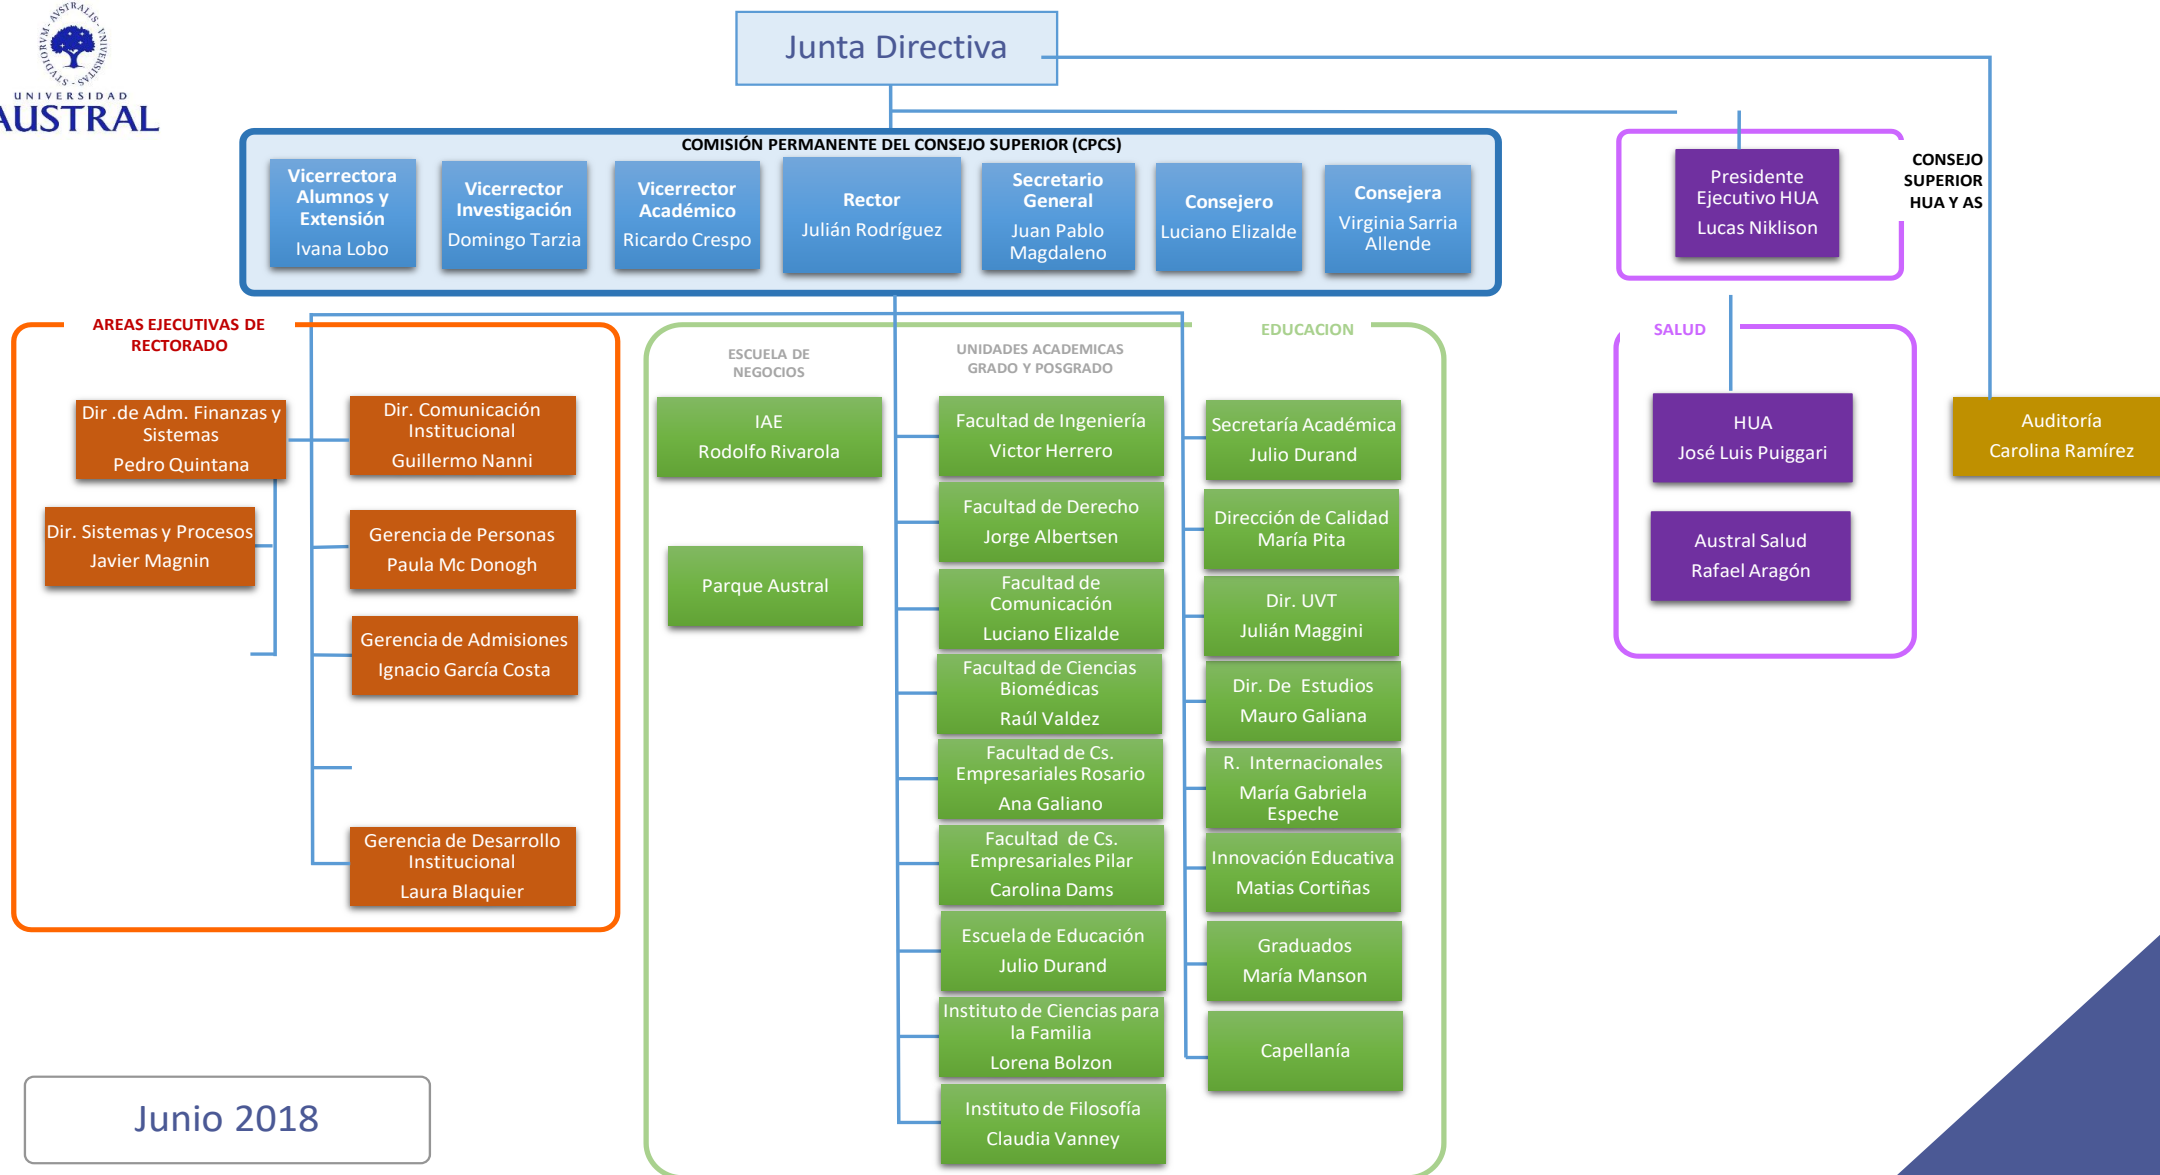 STVDIORVM · AVSTRALIS · VNIVERSITAS
UNIVERSIDAD
AUSTRAL
Junta Directiva
COMISIÓN PERMANENTE DEL CONSEJO SUPERIOR (CPCS)
Vicerrectora
Alumnos y
Extensión
Ivana Lobo
Vicerrector
Investigación
Domingo Tarzia
Vicerrector
Académico
Ricardo Crespo
Rector
Julián Rodríguez
Secretario
General
Juan Pablo
Magdaleno
Consejero
Luciano Elizalde
Consejera
Virginia Sarria
Allende
Presidente
Ejecutivo HUA
Lucas Niklison
CONSEJO
SUPERIOR
HUA Y AS
AREAS EJECUTIVAS DE
RECTORADO
Dir .de Adm. Finanzas y
Sistemas
Pedro Quintana
Dir. Sistemas y Procesos
Javier Magnin
Dir. Comunicación
Institucional
Guillermo Nanni
Gerencia de Personas
Paula Mc Donogh
Gerencia de Admisiones
Ignacio García Costa
Gerencia de Desarrollo
Institucional
Laura Blaquier
EDUCACION
ESCUELA DE
NEGOCIOS
IAE
Rodolfo Rivarola
Parque Austral
UNIDADES ACADEMICAS
GRADO Y POSGRADO
Facultad de Ingeniería
Victor Herrero
Facultad de Derecho
Jorge Albertsen
Facultad de
Comunicación
Luciano Elizalde
Facultad de Ciencias
Biomédicas
Raúl Valdez
Facultad de Cs.
Empresariales Rosario
Ana Galiano
Facultad  de Cs.
Empresariales Pilar
Carolina Dams
Escuela de Educación
Julio Durand
Instituto de Ciencias para
la Familia
Lorena Bolzon
Instituto de Filosofía
Claudia Vanney
Secretaría Académica
Julio Durand
Dirección de Calidad
María Pita
Dir. UVT
Julián Maggini
Dir. De  Estudios
Mauro Galiana
R.  Internacionales
María Gabriela
Espeche
Innovación Educativa
Matias Cortiñas
Graduados
María Manson
Capellanía
SALUD
HUA
José Luis Puiggari
Austral Salud
Rafael Aragón
Auditoría
Carolina Ramírez
Junio 2018